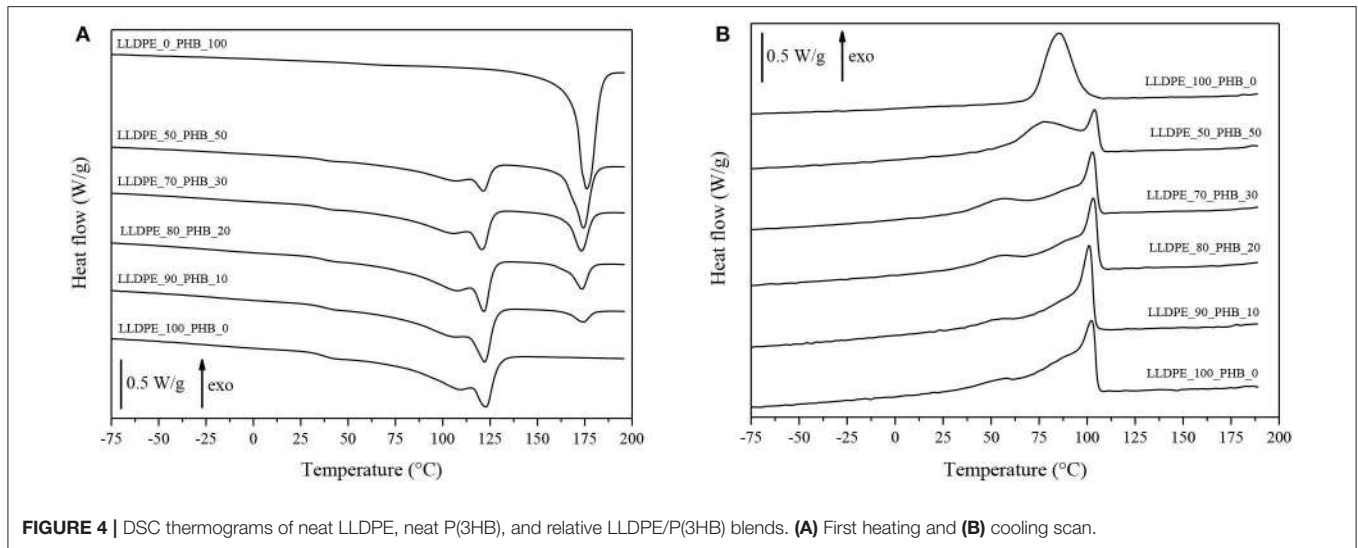 A
LLDPE_0_PHB_100
LLDPE_50_PHB_50
LLDPE_70_PHB_30
LLDPE_80_PHB_20
LLDPE_90_PHB_10
LLDPE_100_PHB_0
0.5 W/g
exo
Heat flow (W/g)
-75 -50 -25 0 25 50 75 100 125 150 175 200
Temperature (°C)
B
0.5 W/g
exo
LLDPE_100_PHB_0
LLDPE_50_PHB_50
LLDPE_70_PHB_30
LLDPE_80_PHB_20
LLDPE_90_PHB_10
LLDPE_100_PHB_0
Heat flow (W/g)
-75 -50 -25 0 25 50 75 100 125 150 175 200
Temperature (°C)
FIGURE 4 | DSC thermograms of neat LLDPE, neat P(3HB), and relative LLDPE/P(3HB) blends. (A) First heating and (B) cooling scan.